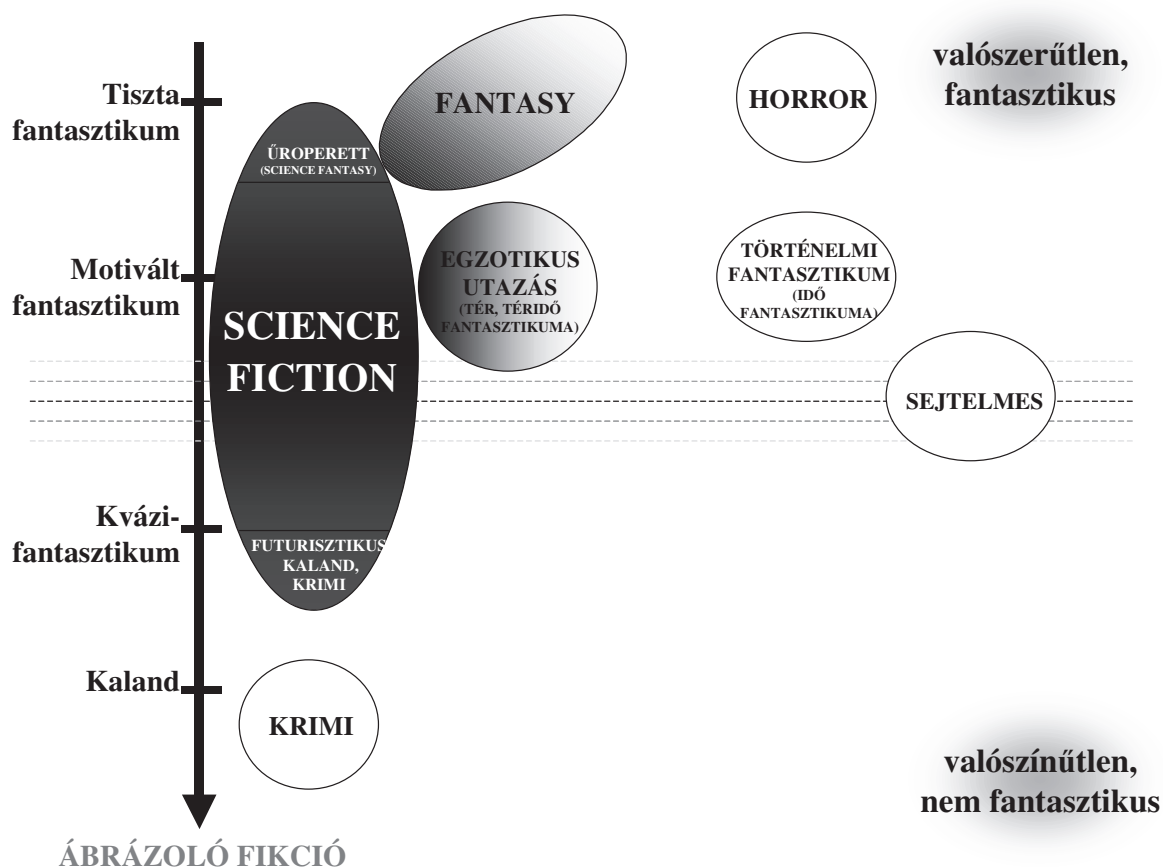 Tiszta
fantasztikum
Motivált
fantasztikum
Kvázi-
fantasztikum
Kaland
ÁBRÁZOLÓ FIKCIÓ
ŰROPERETT
(SCIENCE FANTASY)
SCIENCE
FICTION
FUTURISZTIKUS
KALAND,
KRIMI
KRIMI
FANTASY
EGZOTIKUS
UTAZÁS
(TÉR, TÉRIDŐ
FANTASZTIKUMA)
HORROR
TÖRTÉNELMI
FANTASZTIKUM
(IDŐ
FANTASZTIKUMA)
SEJTELMES
valószerűtlen,
fantasztikus
valószínűtlen,
nem fantasztikus